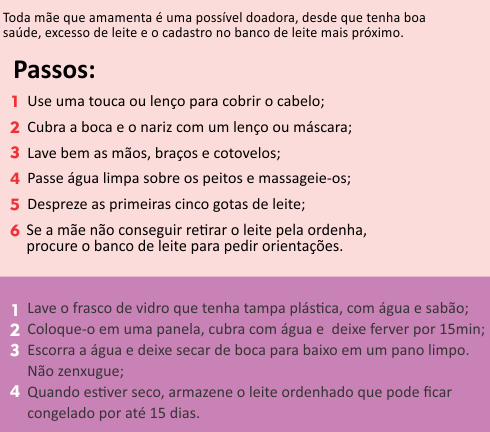 Toda mãe que amamenta é uma possível doadora, desde que tenha boa
saúde, excesso de leite e o cadastro no banco de leite mais próximo.
Passos:
1 Use uma touca ou lenço para cobrir o cabelo;
2 Cubra a boca e o nariz com um lenço ou máscara;
3 Lave bem as mãos, braços e cotovelos;
4 Passe água limpa sobre os peitos e massageie-os;
5 Despreze as primeiras cinco gotas de leite;
6 Se a mãe não conseguir retirar o leite pela ordenha,
procure o banco de leite para pedir orientações.
1 Lave o frasco de vidro que tenha tampa plástica, com água e sabão;
2 Coloque-o em uma panela, cubra com água e deixe ferver por 15min;
3 Escorra a água e deixe secar de boca para baixo em um pano limpo.
Não zenxugue;
4 Quando estiver seco, armazene o leite ordenhado que pode ficar
congelado por até 15 dias.